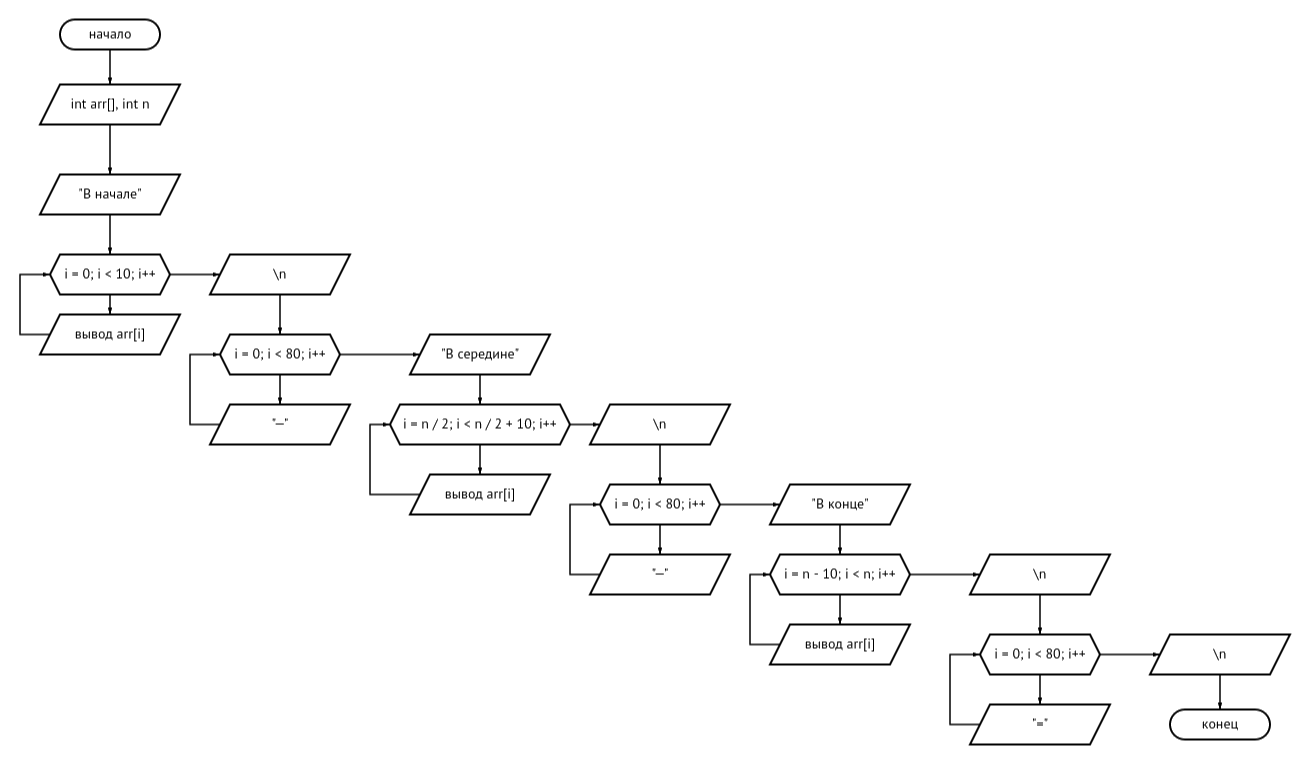 начало
int arr[], int n
"В начале"
i = 0; i < 10; i++
\n
вывод arr[i]
i = 0; i < 80; i++
"В середине"
"—"
i = n / 2; i < n / 2 + 10; i++
\n
вывод arr[i]
i = 0; i < 80; i++
"В конце"
"—"
i = n - 10; i < n; i++
\n
вывод arr[i]
i = 0; i < 80; i++
\n
"="
конец